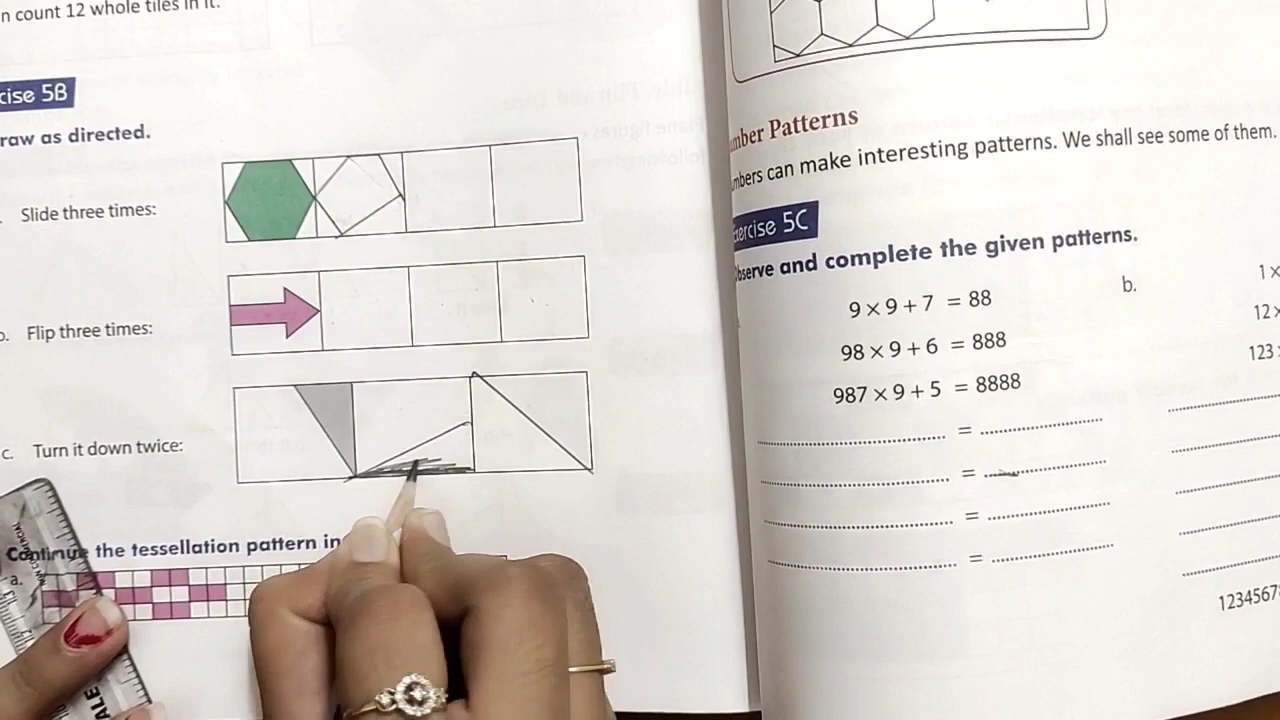 n count 12 whole tiles in it.
cise 5B
raw as directed.
Slide three times:
b. Flip three times:
c. Turn it down twice:
Continue the tessellation pattern in
a.
mber Patterns
mbers can make interesting patterns. We shall see some of them.
ercise 5C
bserve and complete the given patterns.
9 × 9 + 7 = 88
98 × 9 + 6 = 888
987 × 9 + 5 = 8888
=
=
=
=
b.
1 ×
12 ×
123
1234567
ALE